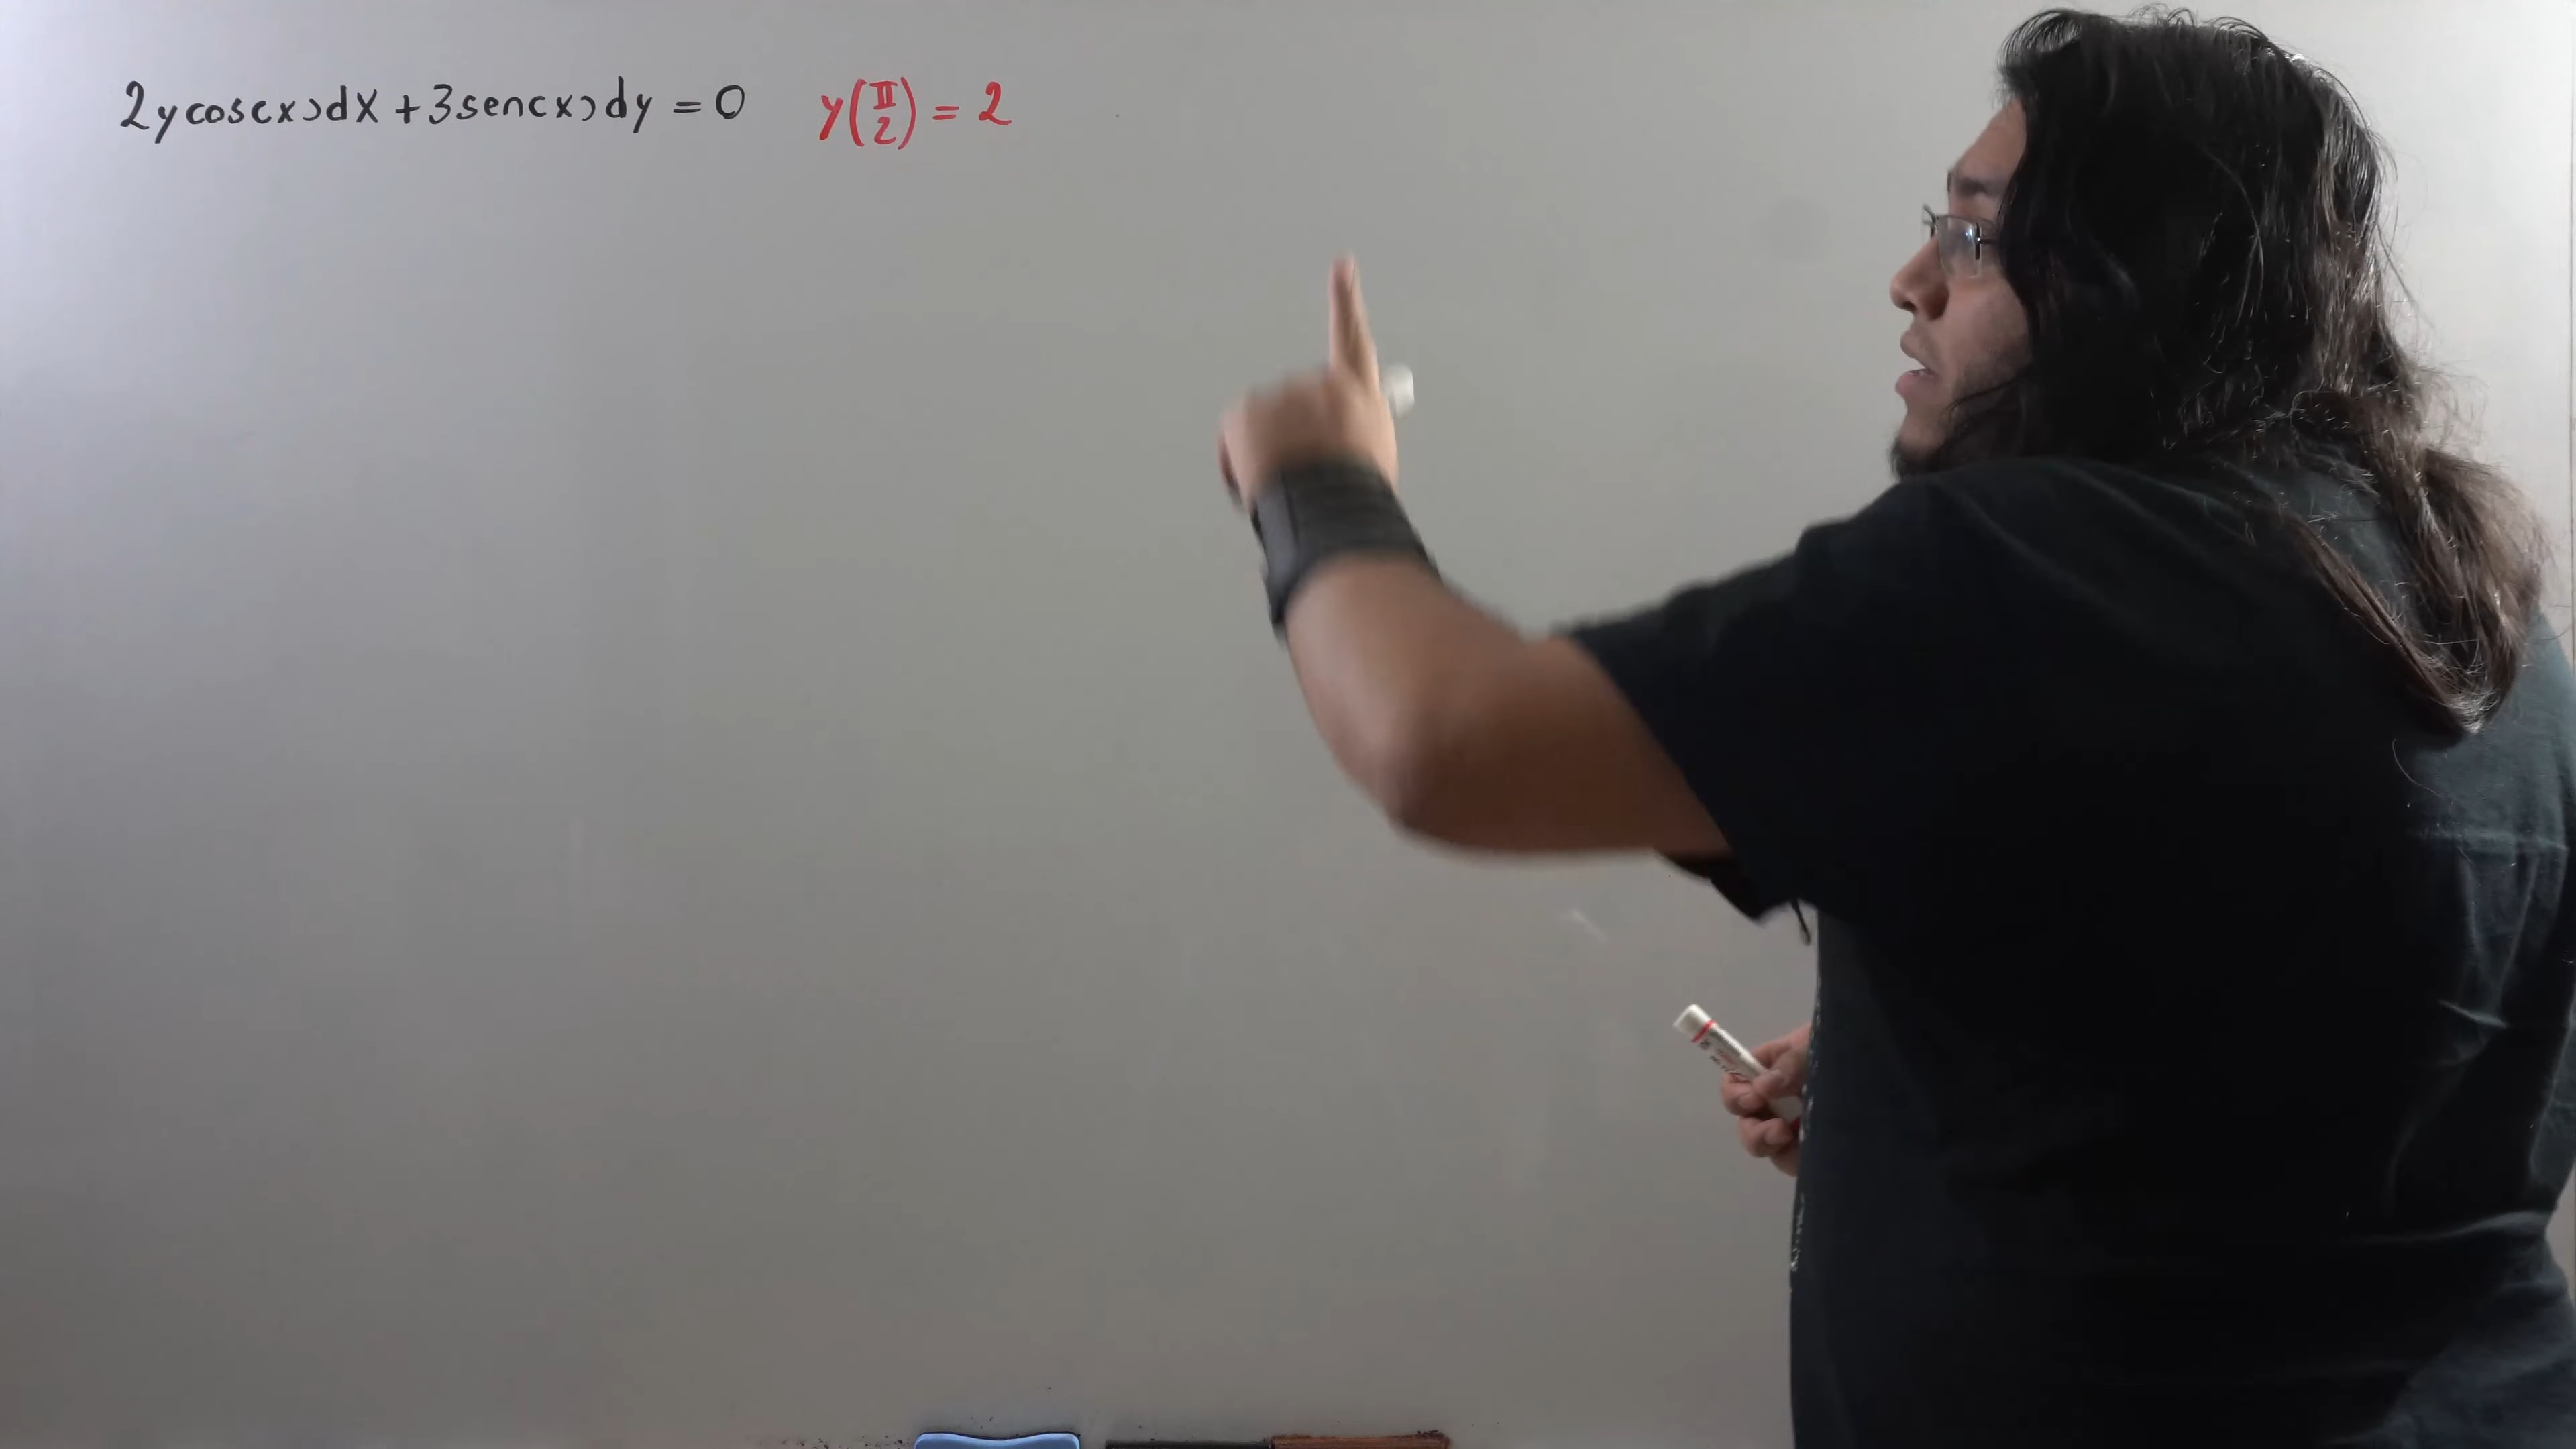 2ycos(x)dx + 3sen(x)dy = 0 y(π/2) = 2